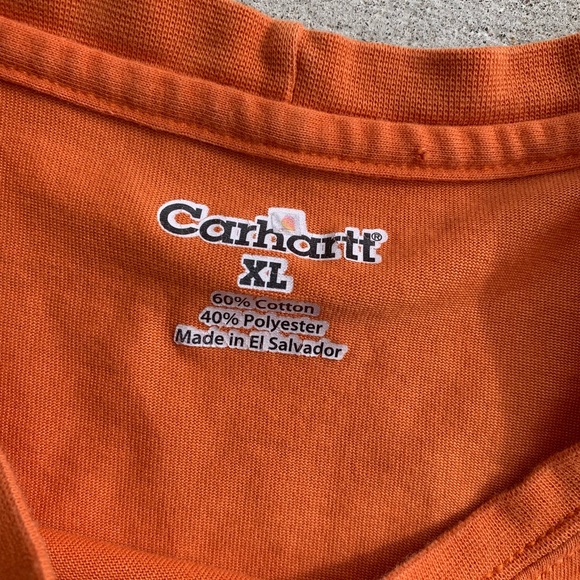 Carhartt®
XL
60% Cotton
40% Polyester
Made in El Salvador